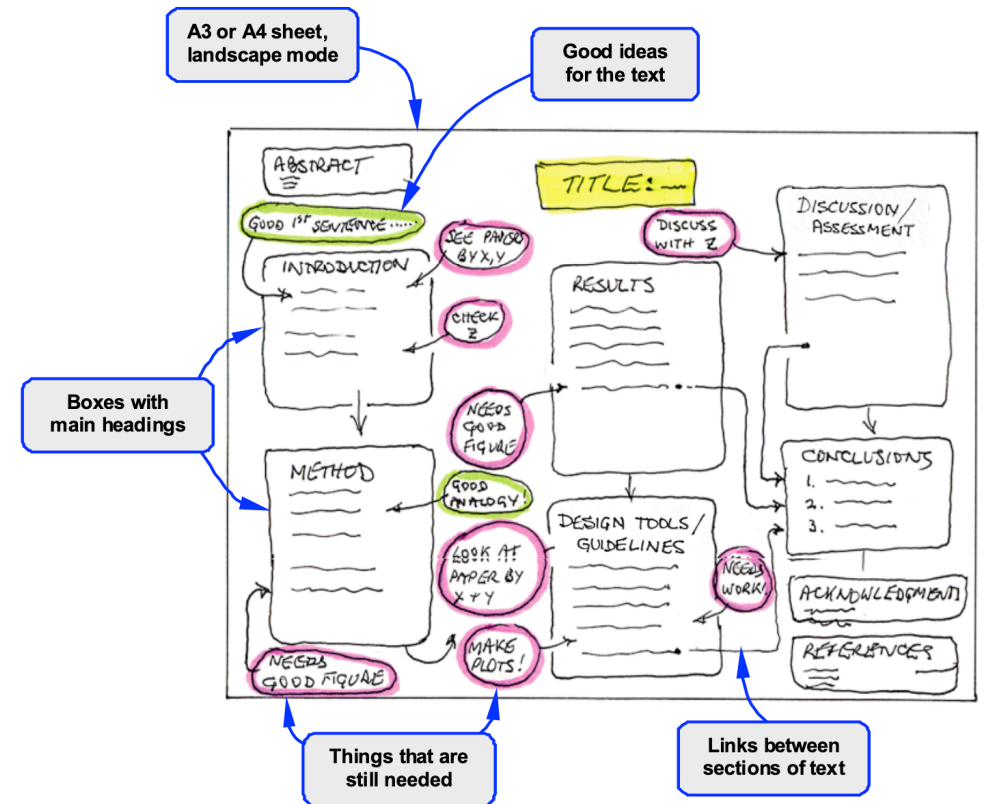 A3 or A4 sheet,
landscape mode
Good ideas
for the text
ABSTRACT
TITLE:
GOOD 1ST SENTENCE.....
SEE PAPERS
BY X, Y
DISCUSS
WITH Z
DISCUSSION/
ASSESSMENT
INTRODUCTION
RESULTS
CHECK
Z
Boxes with
main headings
NEEDS
GOOD
FIGURE
METHOD
GOOD
ANALOGY!
CONCLUSIONS
1.
2.
3.
DESIGN TOOLS/
GUIDELINES
LOOK AT
PAPER BY
X + Y
NEEDS
WORK!
ACKNOWLEDGMENTS
MAKE
PLOTS!
REFERENCES
NEEDS
GOOD FIGURE
Things that are
still needed
Links between
sections of text